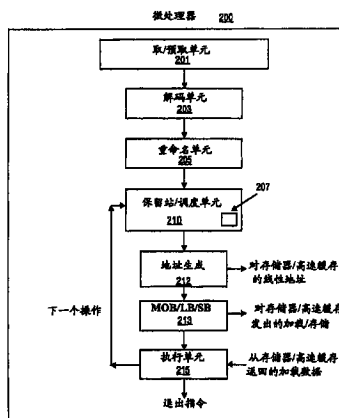 微处理器 200
取/预取单元
201
解码单元
203
重命名单元
205
保留站/调度单元
210
207
地址生成
212
对存储器/高速缓存
的线性地址
MOB/LB/SB
213
对存储器/高速缓存
发出的加载/存储
下一个操作
执行单元
215
从存储器/高速缓存
返回的加载数据
退出指令